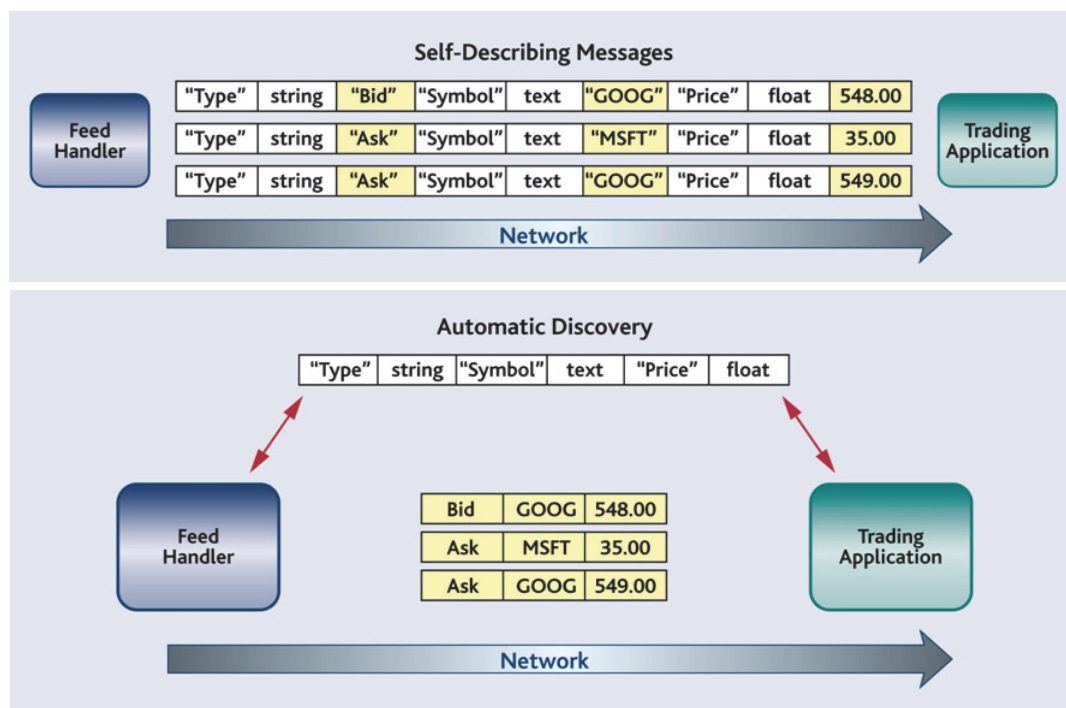 Self-Describing Messages
“Type” string “Bid” “Symbol” text “GOOG” “Price” float 548.00
“Type” string “Ask” “Symbol” text “MSFT” “Price” float 35.00
“Type” string “Ask” “Symbol” text “GOOG” “Price” float 549.00
Feed
Handler
Trading
Application
Network
Automatic Discovery
“Type” string “Symbol” text “Price” float
Feed
Handler
Bid GOOG 548.00
Ask MSFT 35.00
Ask GOOG 549.00
Trading
Application
Network